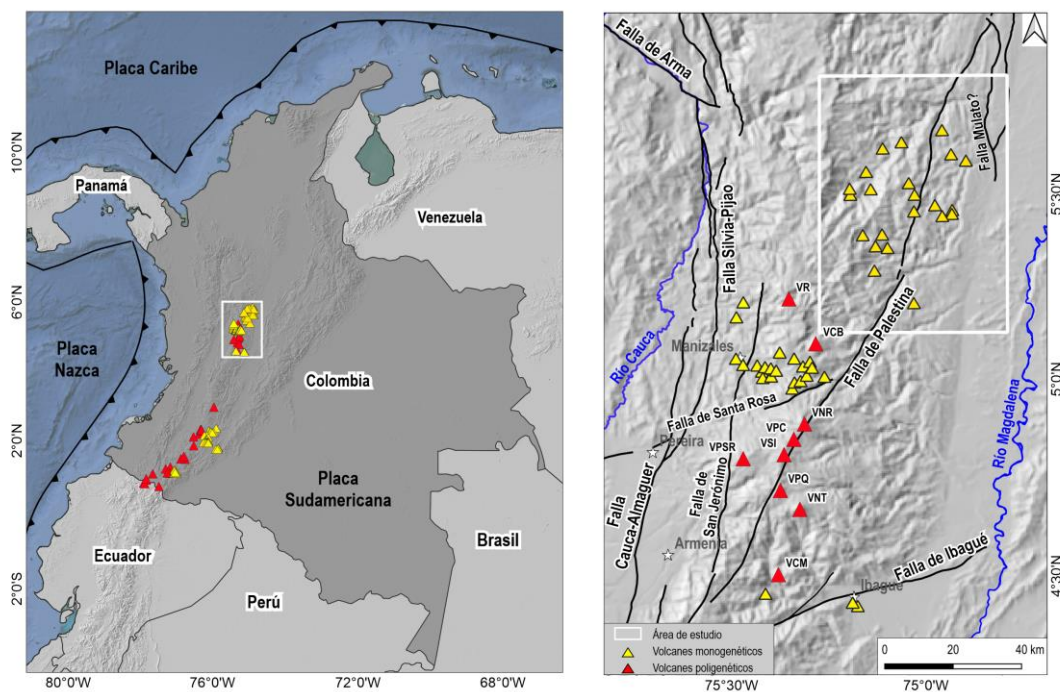 Placa Caribe
Panamá
Venezuela
Placa
Nazca
Colombia
Placa
Sudamericana
Ecuador
Brasil
Perú
10°0'N
6°0'N
2°0'N
2°0'S
80°0'W
76°0'W
72°0'W
68°0'W
Falla de Arma
Falla Mulato?
Falla Silvia-Pijao
Río Cauca
VR
VCB
Manizales
Falla de Palestina
Falla de Santa Rosa
VNR
Pereira
VPC
VPSR
VSI
Río Magdalena
VPQ
VNT
Falla
Cauca-Almaguer
Falla de
San Jerónimo
Armenia
VCM
Falla de Ibagué
Ibagué
5°30'N
5°0'N
4°30'N
Área de estudio
Volcanes monogenéticos
Volcanes poligenéticos
0 20 40 km
75°30'W
75°0'W